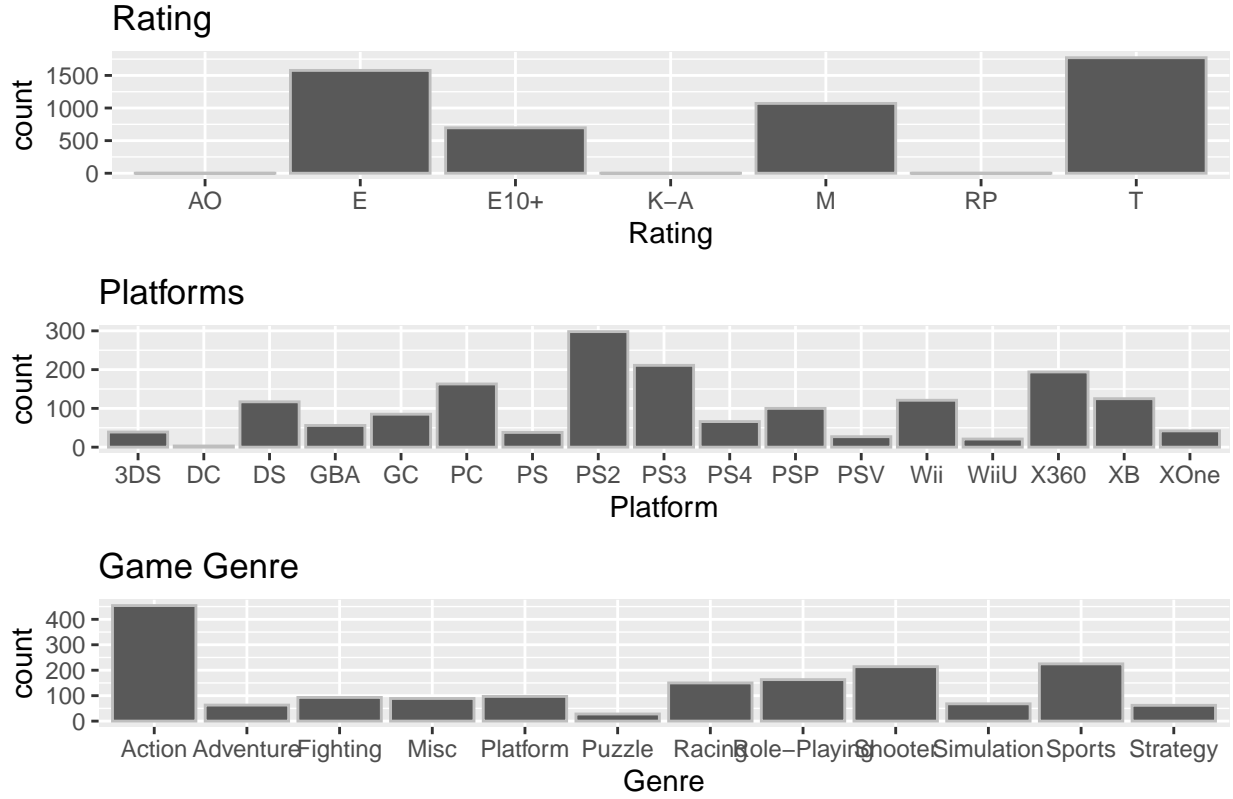 Rating
count
1500
1000
500
0
AO E E10+ K−A M RP T
Rating
Platforms
count
300
200
100
0
3DS DC DS GBA GC PC PS PS2 PS3 PS4 PSP PSV Wii WiiU X360 XB XOne
Platform
Game Genre
count
400
300
200
100
0
Action Adventure Fighting Misc Platform Puzzle Racing Role−Playing Shooter Simulation Sports Strategy
Genre